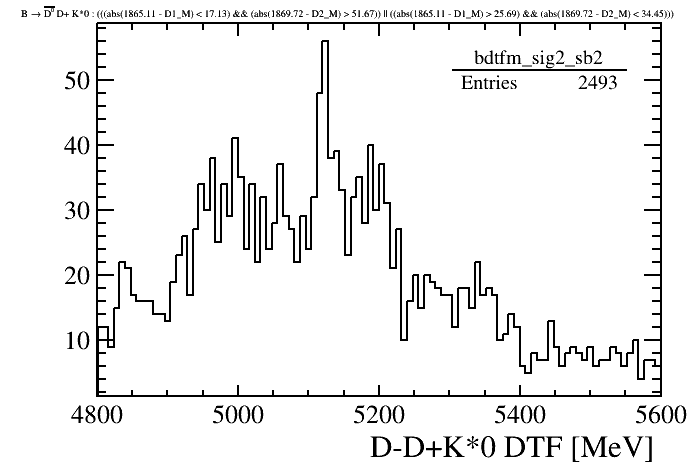 B → D⁰ D+ K*0 : (((abs(1865.11 - D1_M) < 17.13) && (abs(1869.72 - D2_M) > 51.67)) || ((abs(1865.11 - D1_M) > 25.69) && (abs(1869.72 - D2_M) < 34.45)))
bdtfm_sig2_sb2
Entries 2493
50
40
30
20
10
4800 5000 5200 5400 5600
D-D+K*0 DTF [MeV]